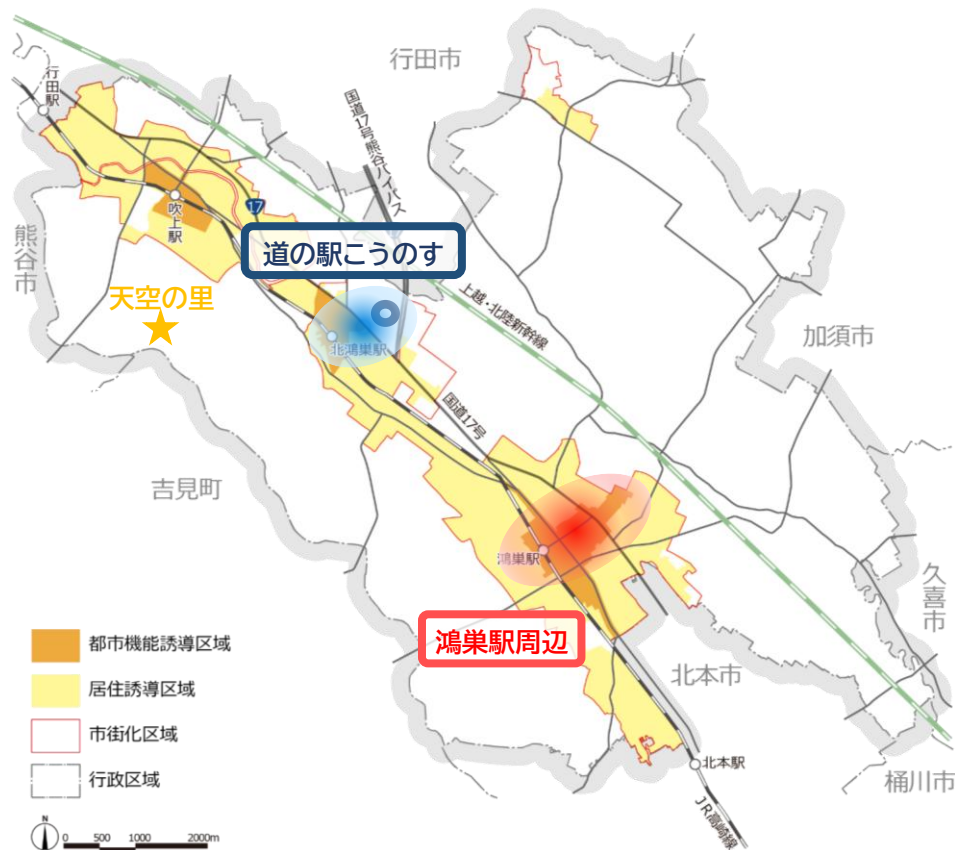 行田市
行田駅
国道17号熊谷バイパス
17
吹上駅
熊谷市
道の駅こうのす
天空の里
上越・北陸新幹線
加須市
北鴻巣駅
国道17号
吉見町
鴻巣駅
久喜市
鴻巣駅周辺
都市機能誘導区域
北本市
居住誘導区域
市街化区域
北本駅
行政区域
桶川市
JR高崎線
N
0 500 1000 2000m